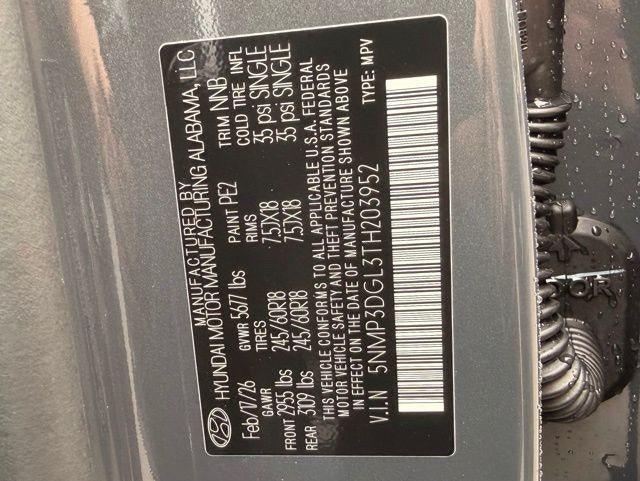 MANUFACTURED BY
HYUNDAI MOTOR MANUFACTURING ALABAMA, LLC
Feb/17/26 GVWR 5677 lbs PAINT PE2 TRIM NNB
GAWR TIRES RIMS COLD TIRE INFL
FRONT 2955 lbs 245/60R18 7.5JX18 35 psi SINGLE
REAR 3109 lbs 245/60R18 7.5JX18 35 psi SINGLE
THIS VEHICLE CONFORMS TO ALL APPLICABLE U.S.A. FEDERAL
MOTOR VEHICLE SAFETY AND THEFT PREVENTION STANDARDS
IN EFFECT ON THE DATE OF MANUFACTURE SHOWN ABOVE
V.I.N 5NMP3DGL3TH203952 TYPE: MPV